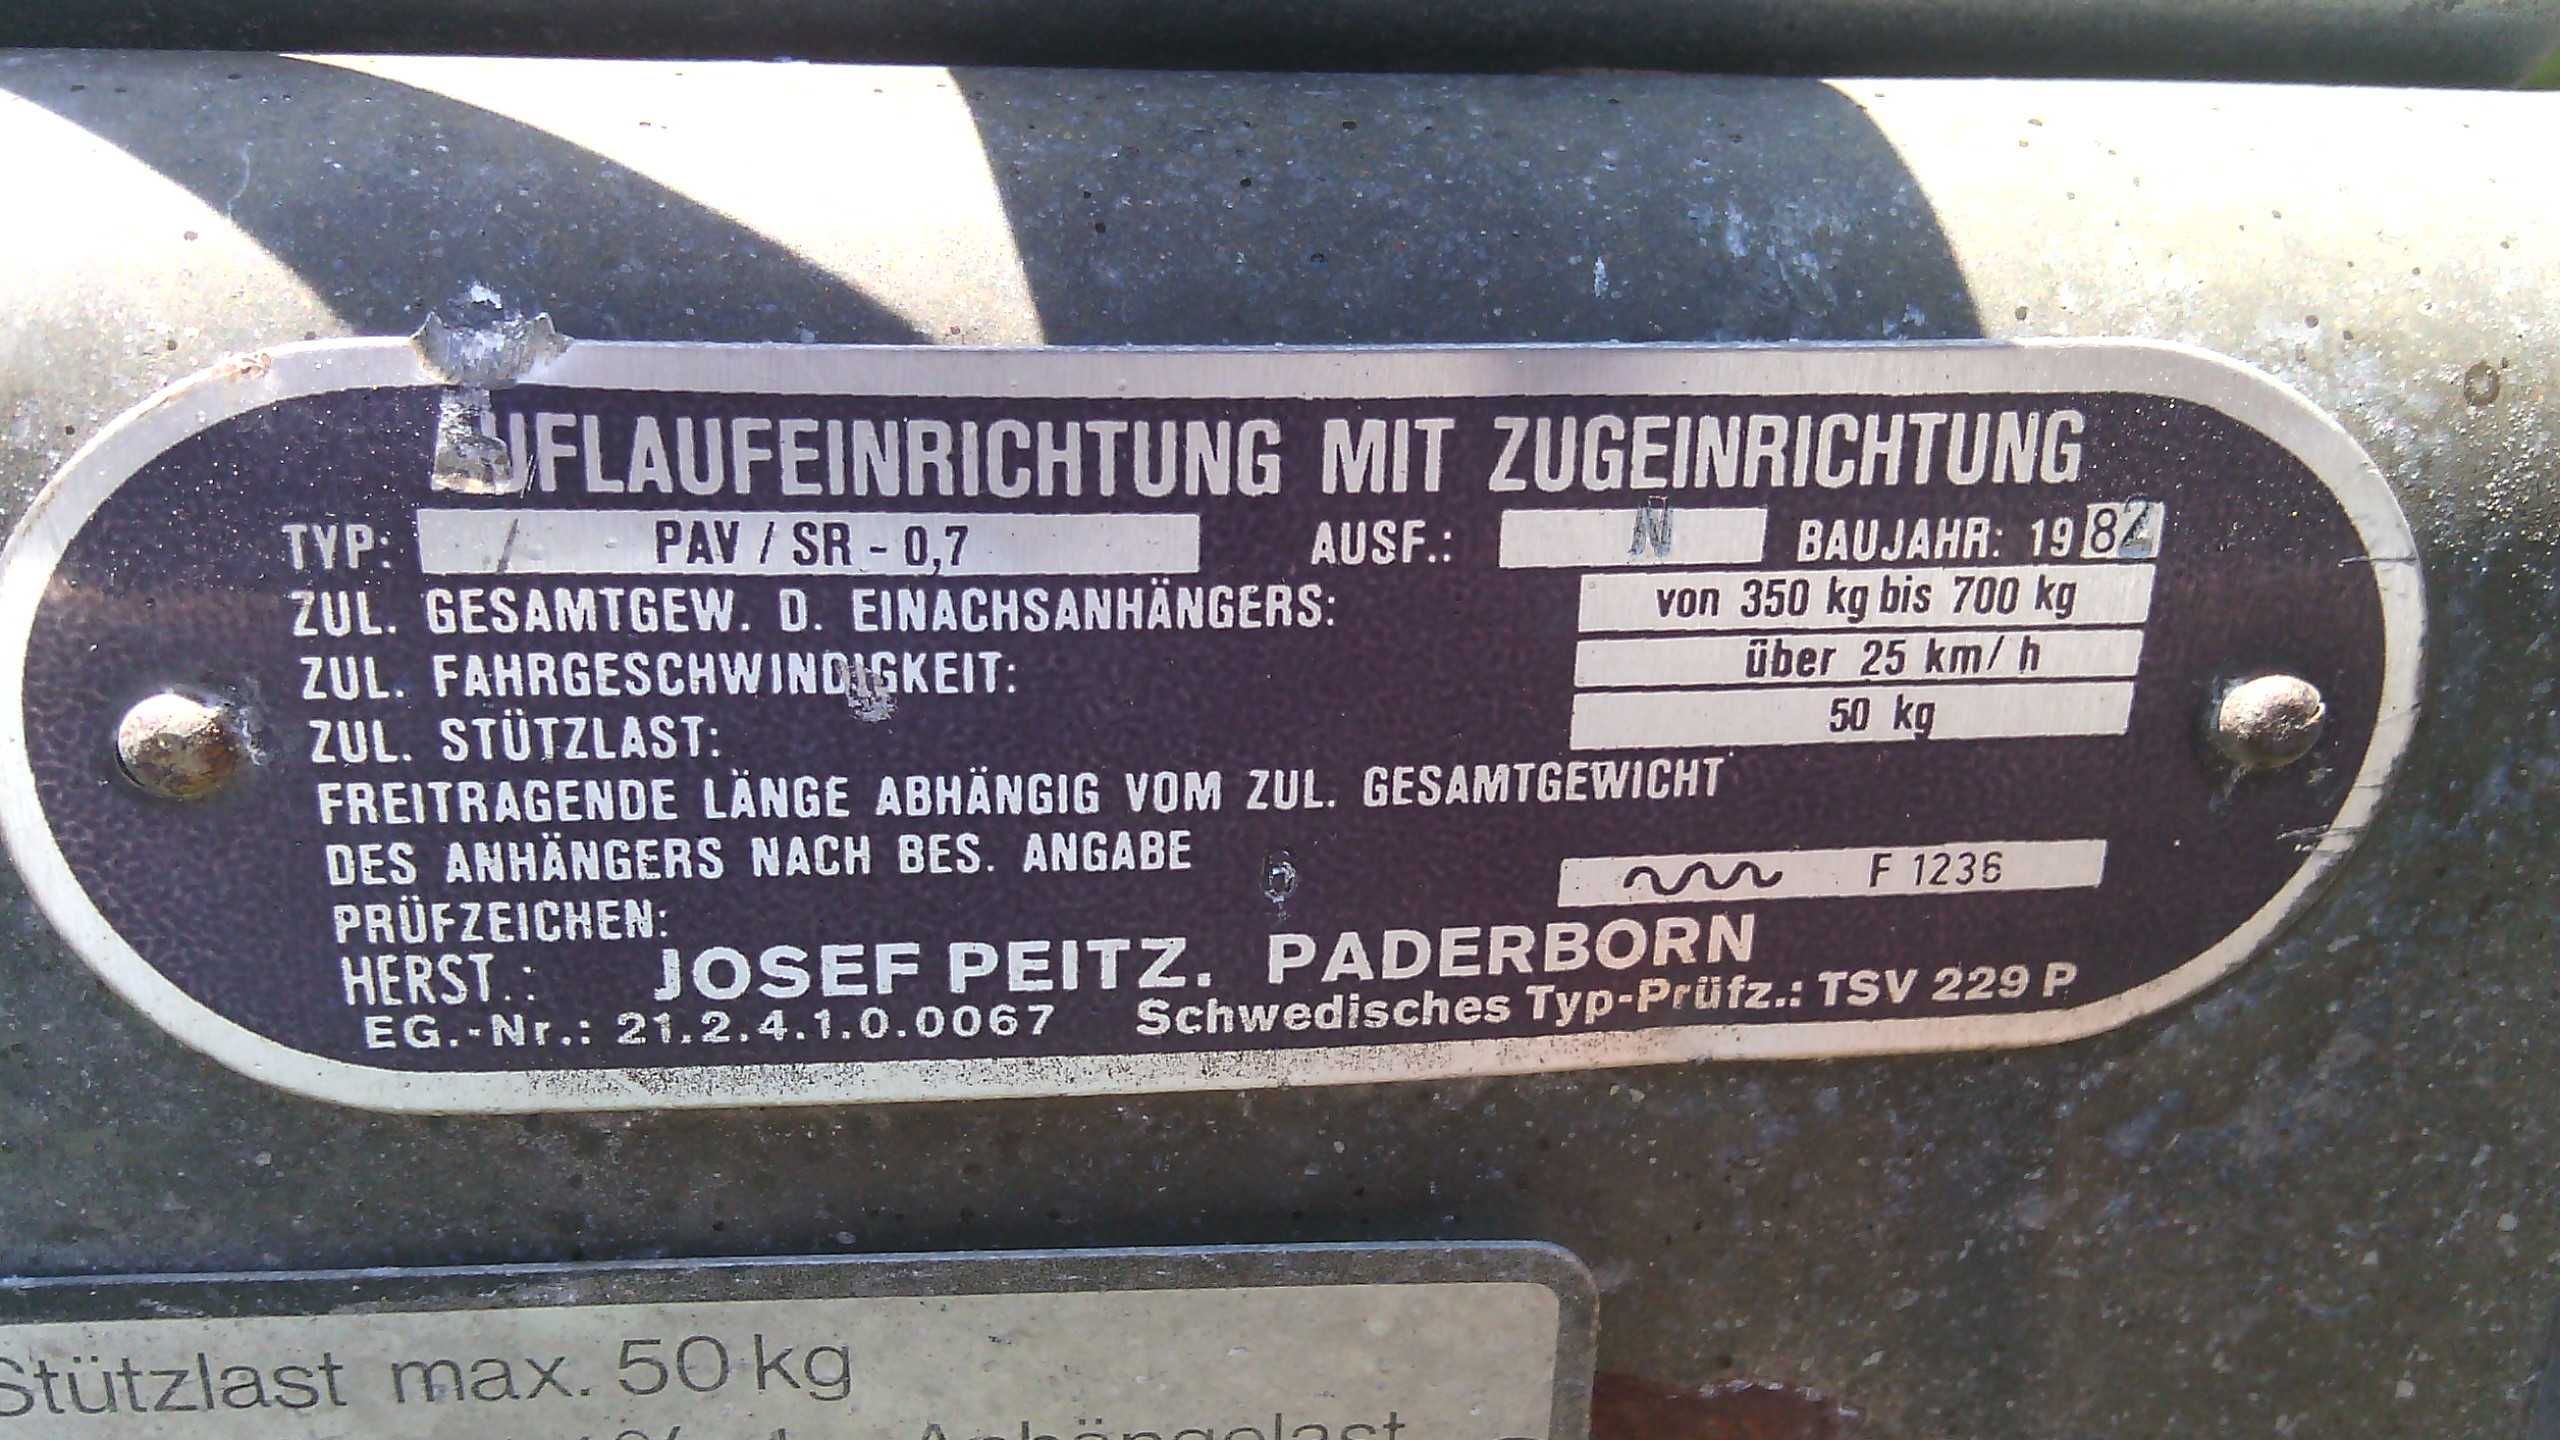 AUFLAUFEINRICHTUNG MIT ZUGEINRICHTUNG
TYP: PAV / SR - 0,7 AUSF.: N BAUJAHR: 1982
ZUL. GESAMTGEW. D. EINACHSANHÄNGERS: von 350 kg bis 700 kg
ZUL. FAHRGESCHWINDIGKEIT: über 25 km/h
ZUL. STÜTZLAST: 50 kg
FREITRAGENDE LÄNGE ABHÄNGIG VOM ZUL. GESAMTGEWICHT
DES ANHÄNGERS NACH BES. ANGABE
PRÜFZEICHEN: F 1236
HERST.: JOSEF PEITZ. PADERBORN
EG.-Nr.: 21.2.4.1.0.0067 Schwedisches Typ-Prüfz.: TSV 229 P
Stützlast max. 50 kg
Anhängelast